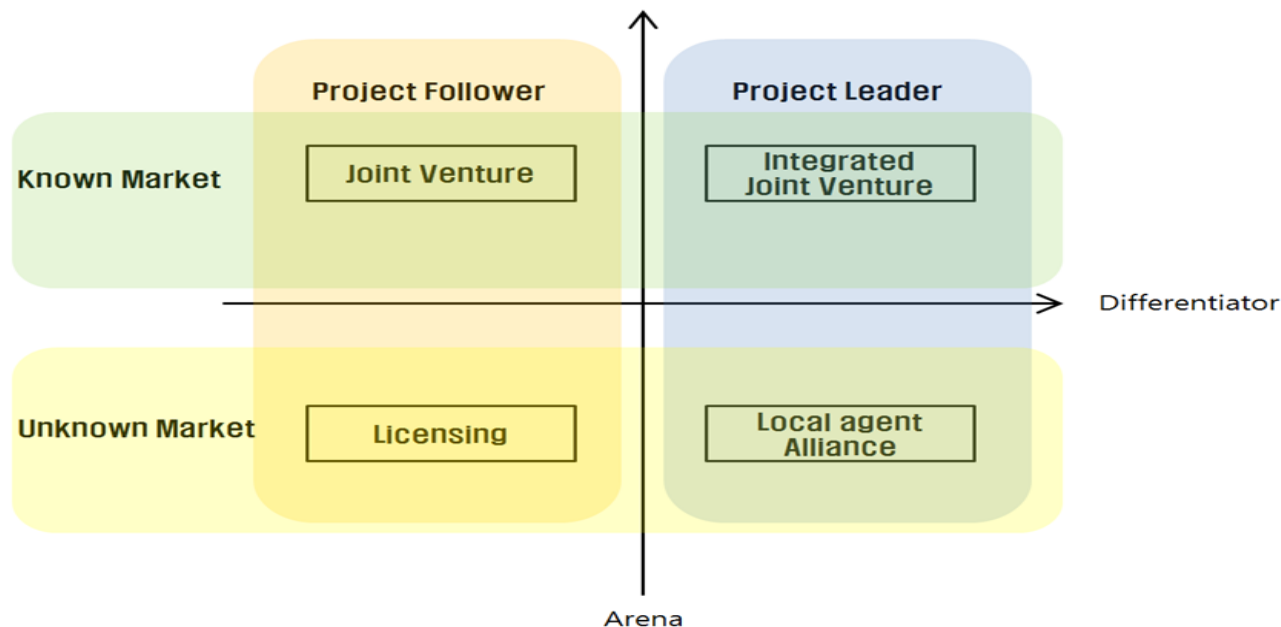 Project Follower
Project Leader
Known Market
Joint Venture
Integrated
Joint Venture
Differentiator
Unknown Market
Licensing
Local agent
Alliance
Arena